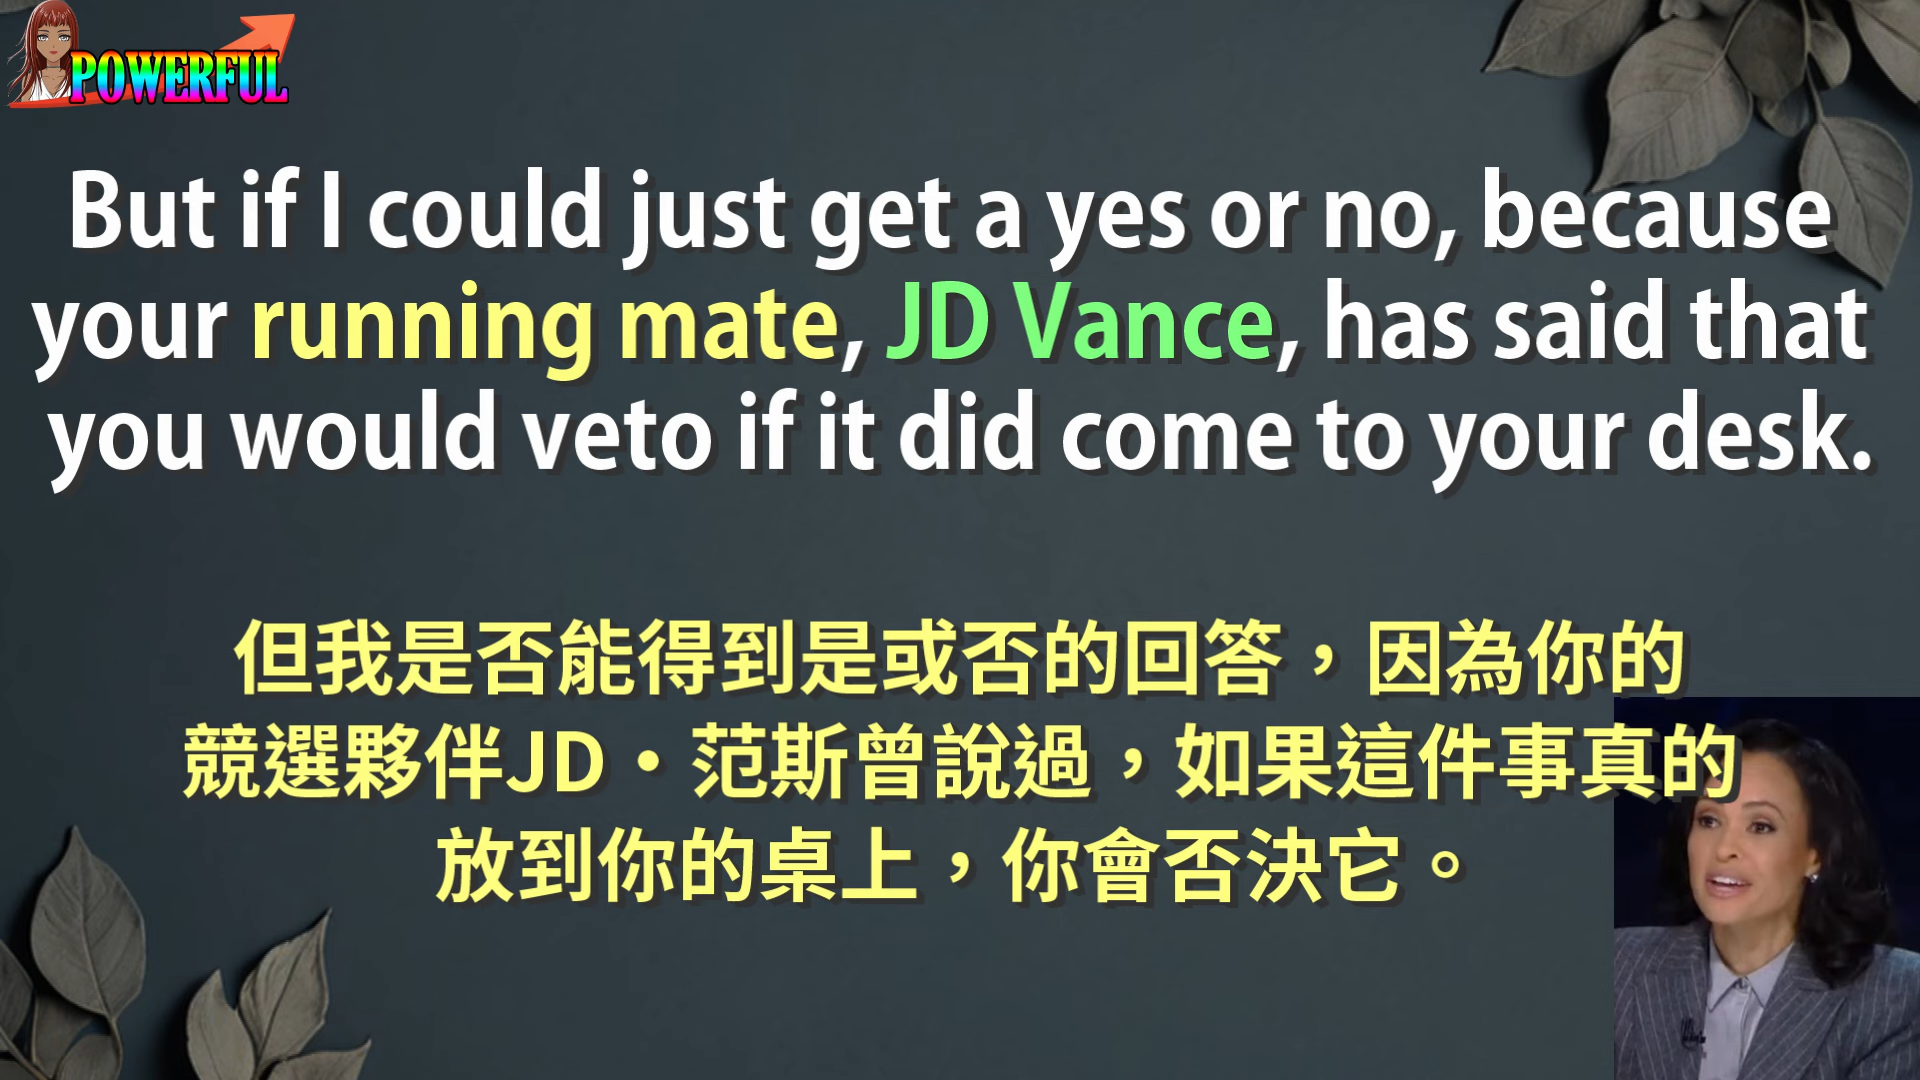 POWERFUL
But if I could just get a yes or no, because
your running mate, JD Vance, has said that
you would veto if it did come to your desk.
但我是否能得到是或否的回答，因為你的
競選夥伴JD·范斯曾說過，如果這件事真的
放到你的桌上，你會否決它。